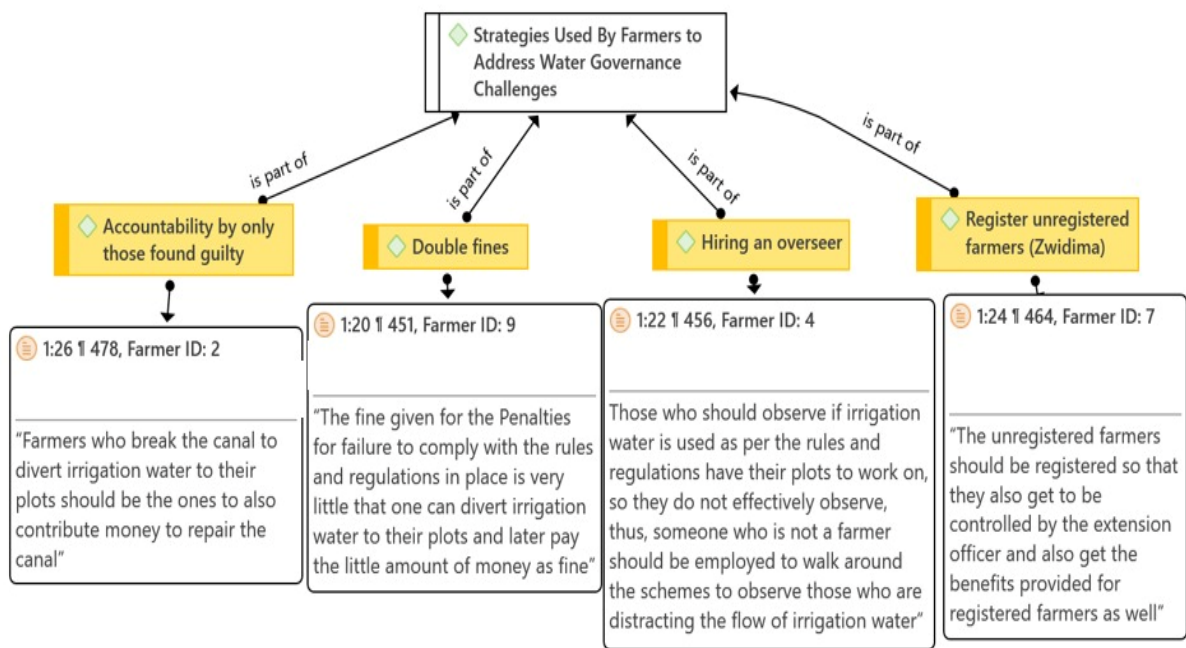 Strategies Used By Farmers to
Address Water Governance
Challenges
is part of
is part of
is part of
is part of
Accountability by only
those found guilty
Double fines
Hiring an overseer
Register unregistered
farmers (Zwidima)
1:26 ¶ 478, Farmer ID: 2
“Farmers who break the canal to
divert irrigation water to their
plots should be the ones to also
contribute money to repair the
canal”
1:20 ¶ 451, Farmer ID: 9
“The fine given for the Penalties
for failure to comply with the rules
and regulations in place is very
little that one can divert irrigation
water to their plots and later pay
the little amount of money as fine”
1:22 ¶ 456, Farmer ID: 4
Those who should observe if irrigation
water is used as per the rules and
regulations have their plots to work on,
so they do not effectively observe,
thus, someone who is not a farmer
should be employed to walk around
the schemes to observe those who are
distracting the flow of irrigation water”
1:24 ¶ 464, Farmer ID: 7
“The unregistered farmers
should be registered so that
they also get to be
controlled by the extension
officer and also get the
benefits provided for
registered farmers as well”